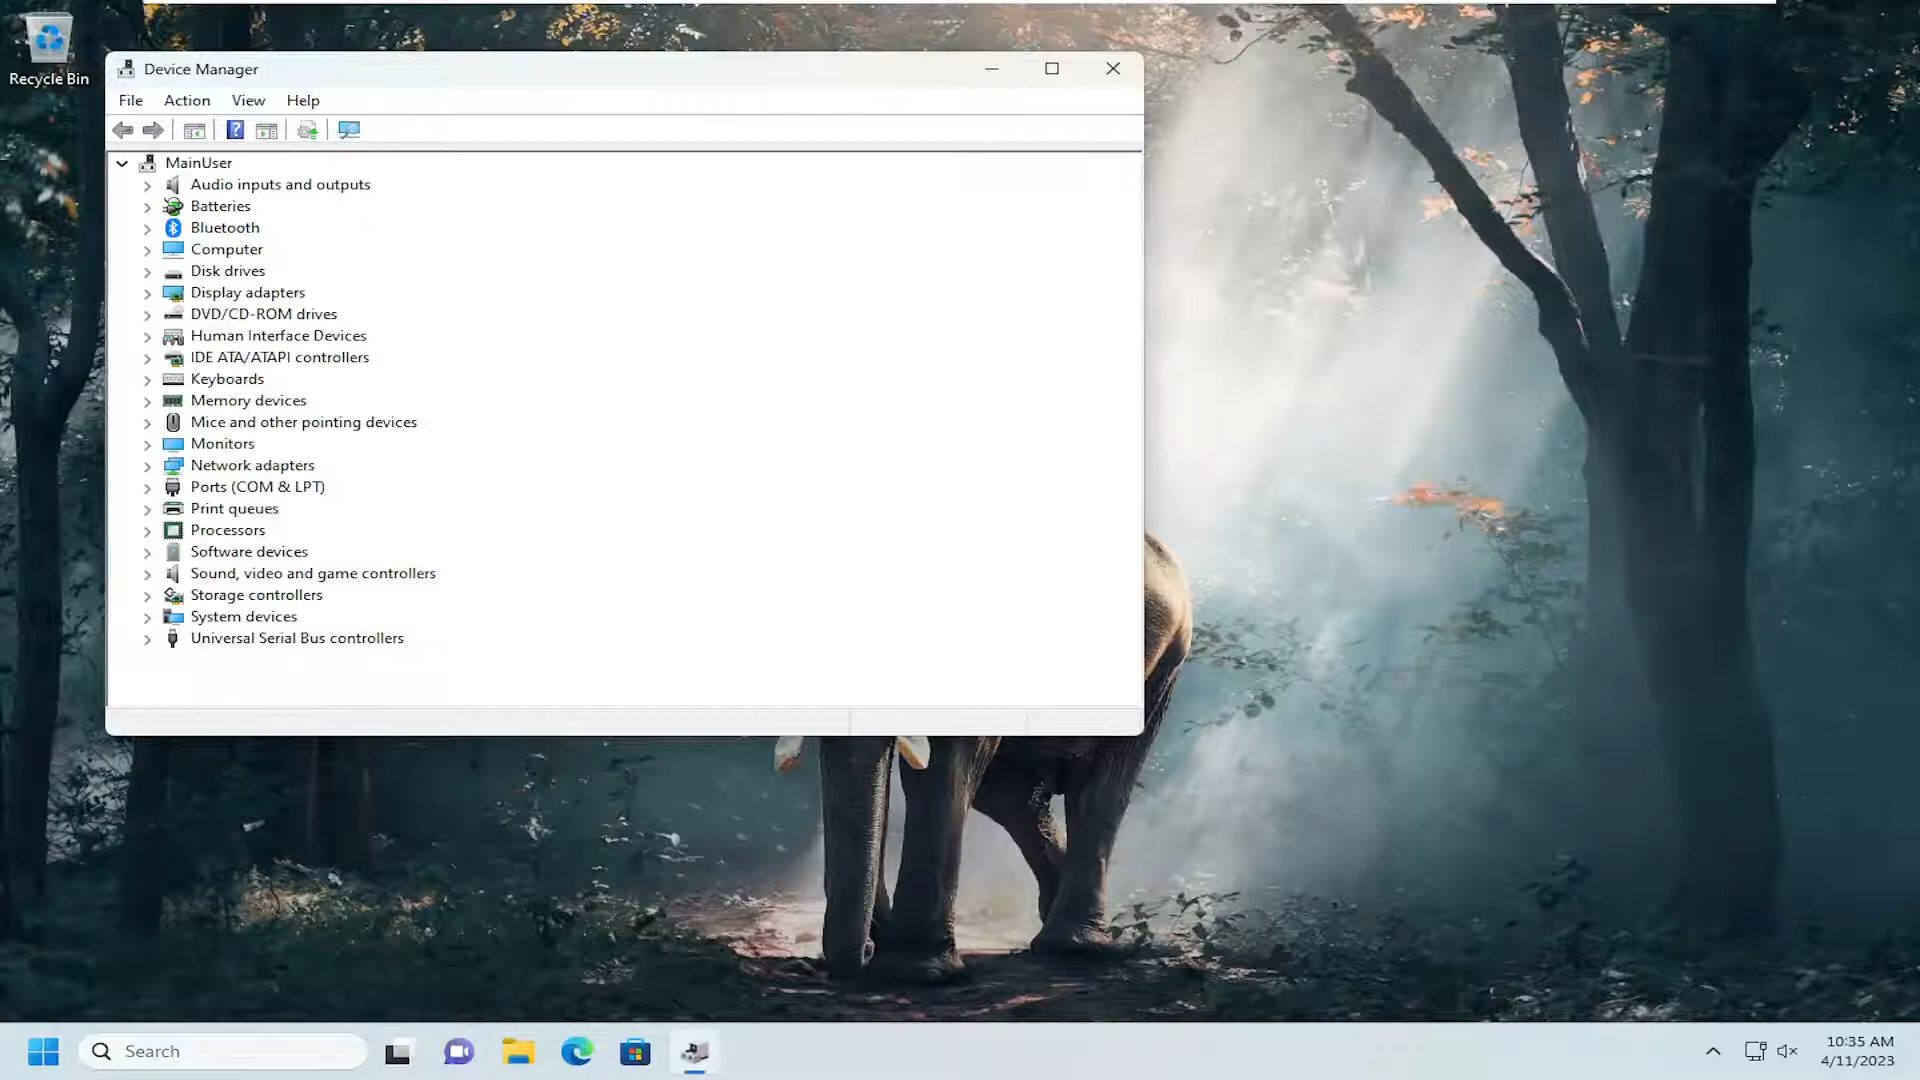 Recycle Bin
Device Manager
File Action View Help
?
MainUser
Audio inputs and outputs
Batteries
Bluetooth
Computer
Disk drives
Display adapters
DVD/CD-ROM drives
Human Interface Devices
IDE ATA/ATAPI controllers
Keyboards
Memory devices
Mice and other pointing devices
Monitors
Network adapters
Ports (COM & LPT)
Print queues
Processors
Software devices
Sound, video and game controllers
Storage controllers
System devices
Universal Serial Bus controllers
Search
10:35 AM
4/11/2023